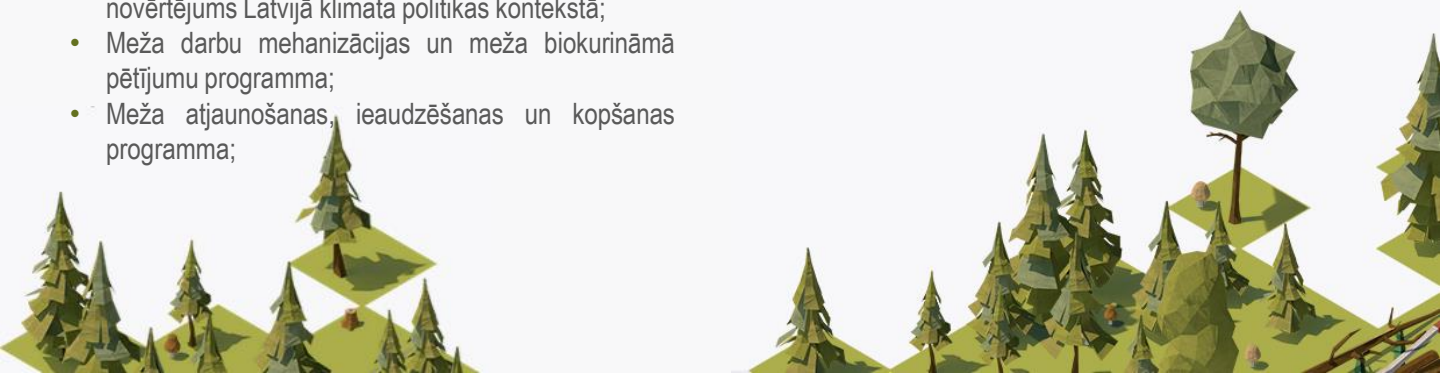 novērtējums Latvijā klimata politikas kontekstā;
• Meža darbu mehanizācijas un meža biokurināmā
pētījumu programma;
• Meža atjaunošanas, ieaudzēšanas un kopšanas
programma;